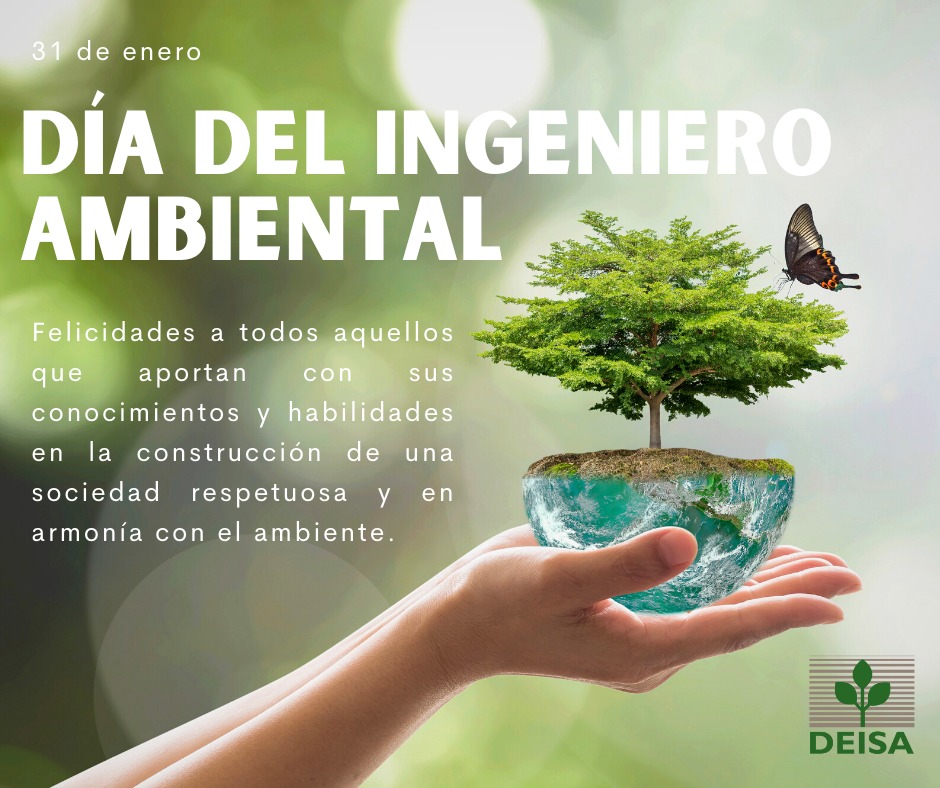 31 de enero
DÍA DEL INGENIERO
AMBIENTAL
Felicidades a todos aquellos
que aportan con sus
conocimientos y habilidades
en la construcción de una
sociedad respetuosa y en
armonía con el ambiente.
DEISA